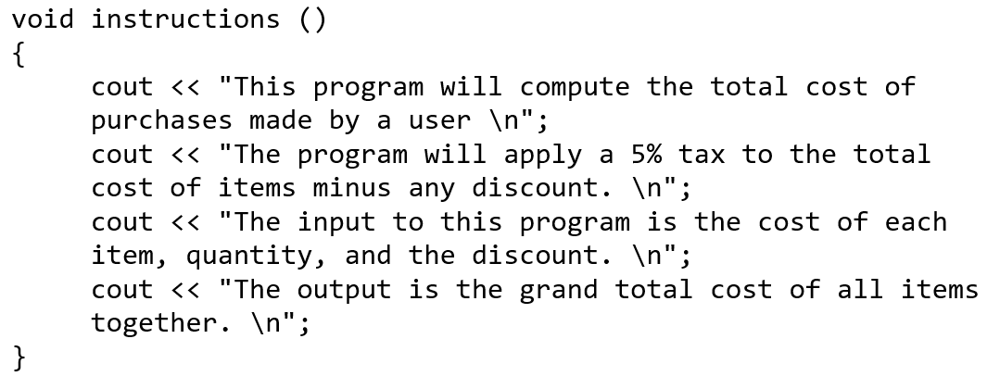 void instructions ()
{
cout << "This program will compute the total cost of
purchases made by a user \n";
cout << "The program will apply a 5% tax to the total
cost of items minus any discount. \n";
cout << "The input to this program is the cost of each
item, quantity, and the discount. \n";
cout << "The output is the grand total cost of all items
together. \n";
}